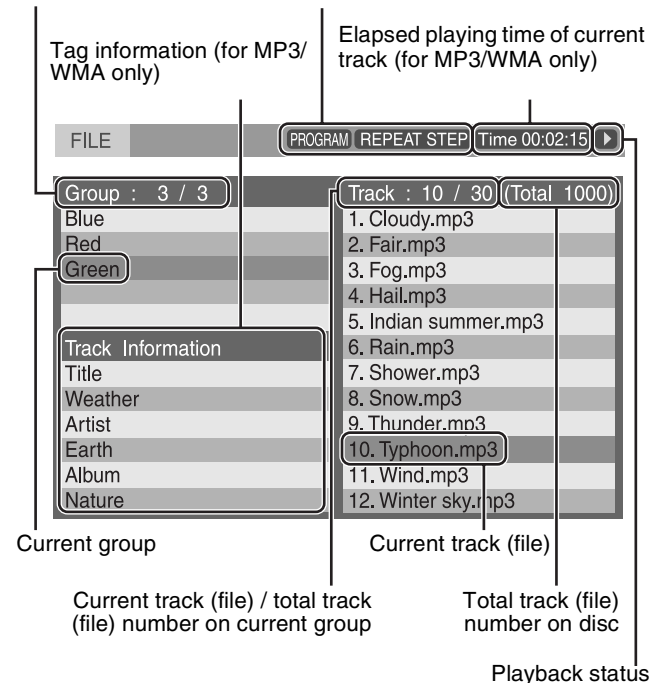 Tag information (for MP3/
WMA only)
Elapsed playing time of current
track (for MP3/WMA only)
FILE
PROGRAM REPEAT STEP Time 00:02:15
Group : 3 / 3
Blue
Red
Green
Track Information
Title
Weather
Artist
Earth
Album
Nature
Track : 10 / 30 (Total 1000)
1. Cloudy.mp3
2. Fair.mp3
3. Fog.mp3
4. Hail.mp3
5. Indian summer.mp3
6. Rain.mp3
7. Shower.mp3
8. Snow.mp3
9. Thunder.mp3
10. Typhoon.mp3
11. Wind.mp3
12. Winter sky.mp3
Current group
Current track (file)
Current track (file) / total track
(file) number on current group
Total track (file)
number on disc
Playback status